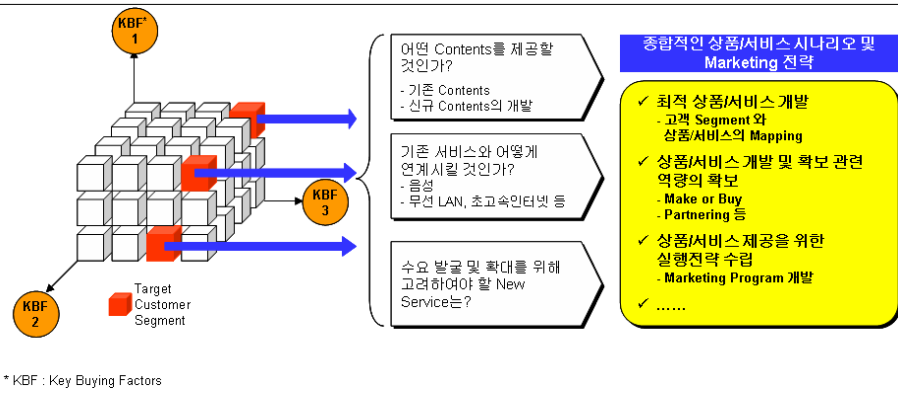 KBF*
1
KBF
2
KBF
3
Target
Customer
Segment
어떤 Contents를 제공할
것인가?
- 기존 Contents
- 신규 Contents의 개발
기존 서비스와 어떻게
연계시킬 것인가?
- 음성
- 무선 LAN, 초고속인터넷 등
수요 발굴 및 확대를 위해
고려하여야 할 New
Service는?
종합적인 상품/서비스 시나리오 및
Marketing 전략
✓ 최적 상품/서비스 개발
- 고객 Segment 와
상품/서비스의 Mapping
✓ 상품/서비스 개발 및 확보 관련
역량의 확보
- Make or Buy
- Partnering 등
✓ 상품/서비스 제공을 위한
실행전략 수립
- Marketing Program 개발
✓ ……
* KBF : Key Buying Factors